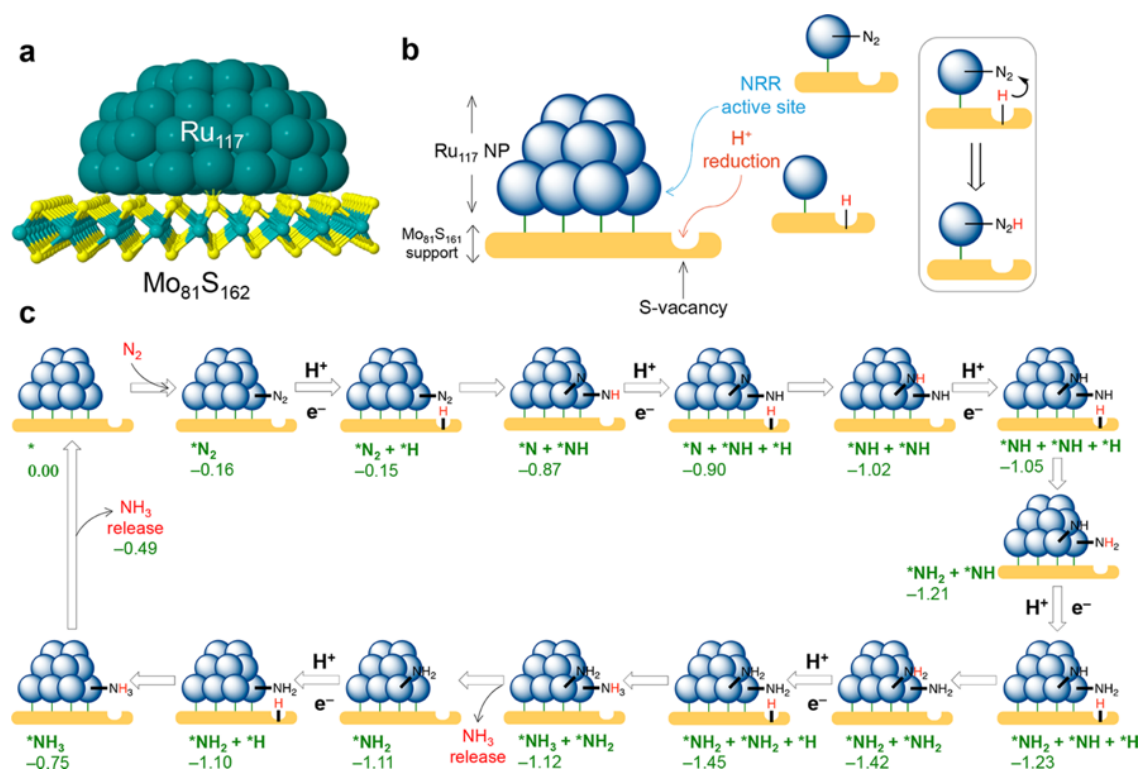 a
Ru117
Mo81S162
b
Ru117 NP
Mo81S161
support
NRR
active site
H+
reduction
S-vacancy
N2
H
N2
H
N2H
c
N2
H+
e−
N2
N2
H
N
NH
H+
e−
N
NH
H
NH
NH
H+
e−
NH
NH
H
*
0.00
*N2
−0.16
*N2 + *H
−0.15
*N + *NH
−0.87
*N + *NH + *H
−0.90
*NH + *NH
−1.02
*NH + *NH + *H
−1.05
NH3
release
−0.49
NH
NH2
*NH2 + *NH
−1.21
H+
e−
NH3
NH2
H
H+
e−
NH2
NH3
release
NH2
NH3
NH2
NH2
H
H+
e−
NH2
NH2
NH
NH2
H
*NH3
−0.75
*NH2 + *H
−1.10
*NH2
−1.11
*NH3 + *NH2
−1.12
*NH2 + *NH2 + *H
−1.45
*NH2 + *NH2
−1.42
*NH2 + *NH + *H
−1.23